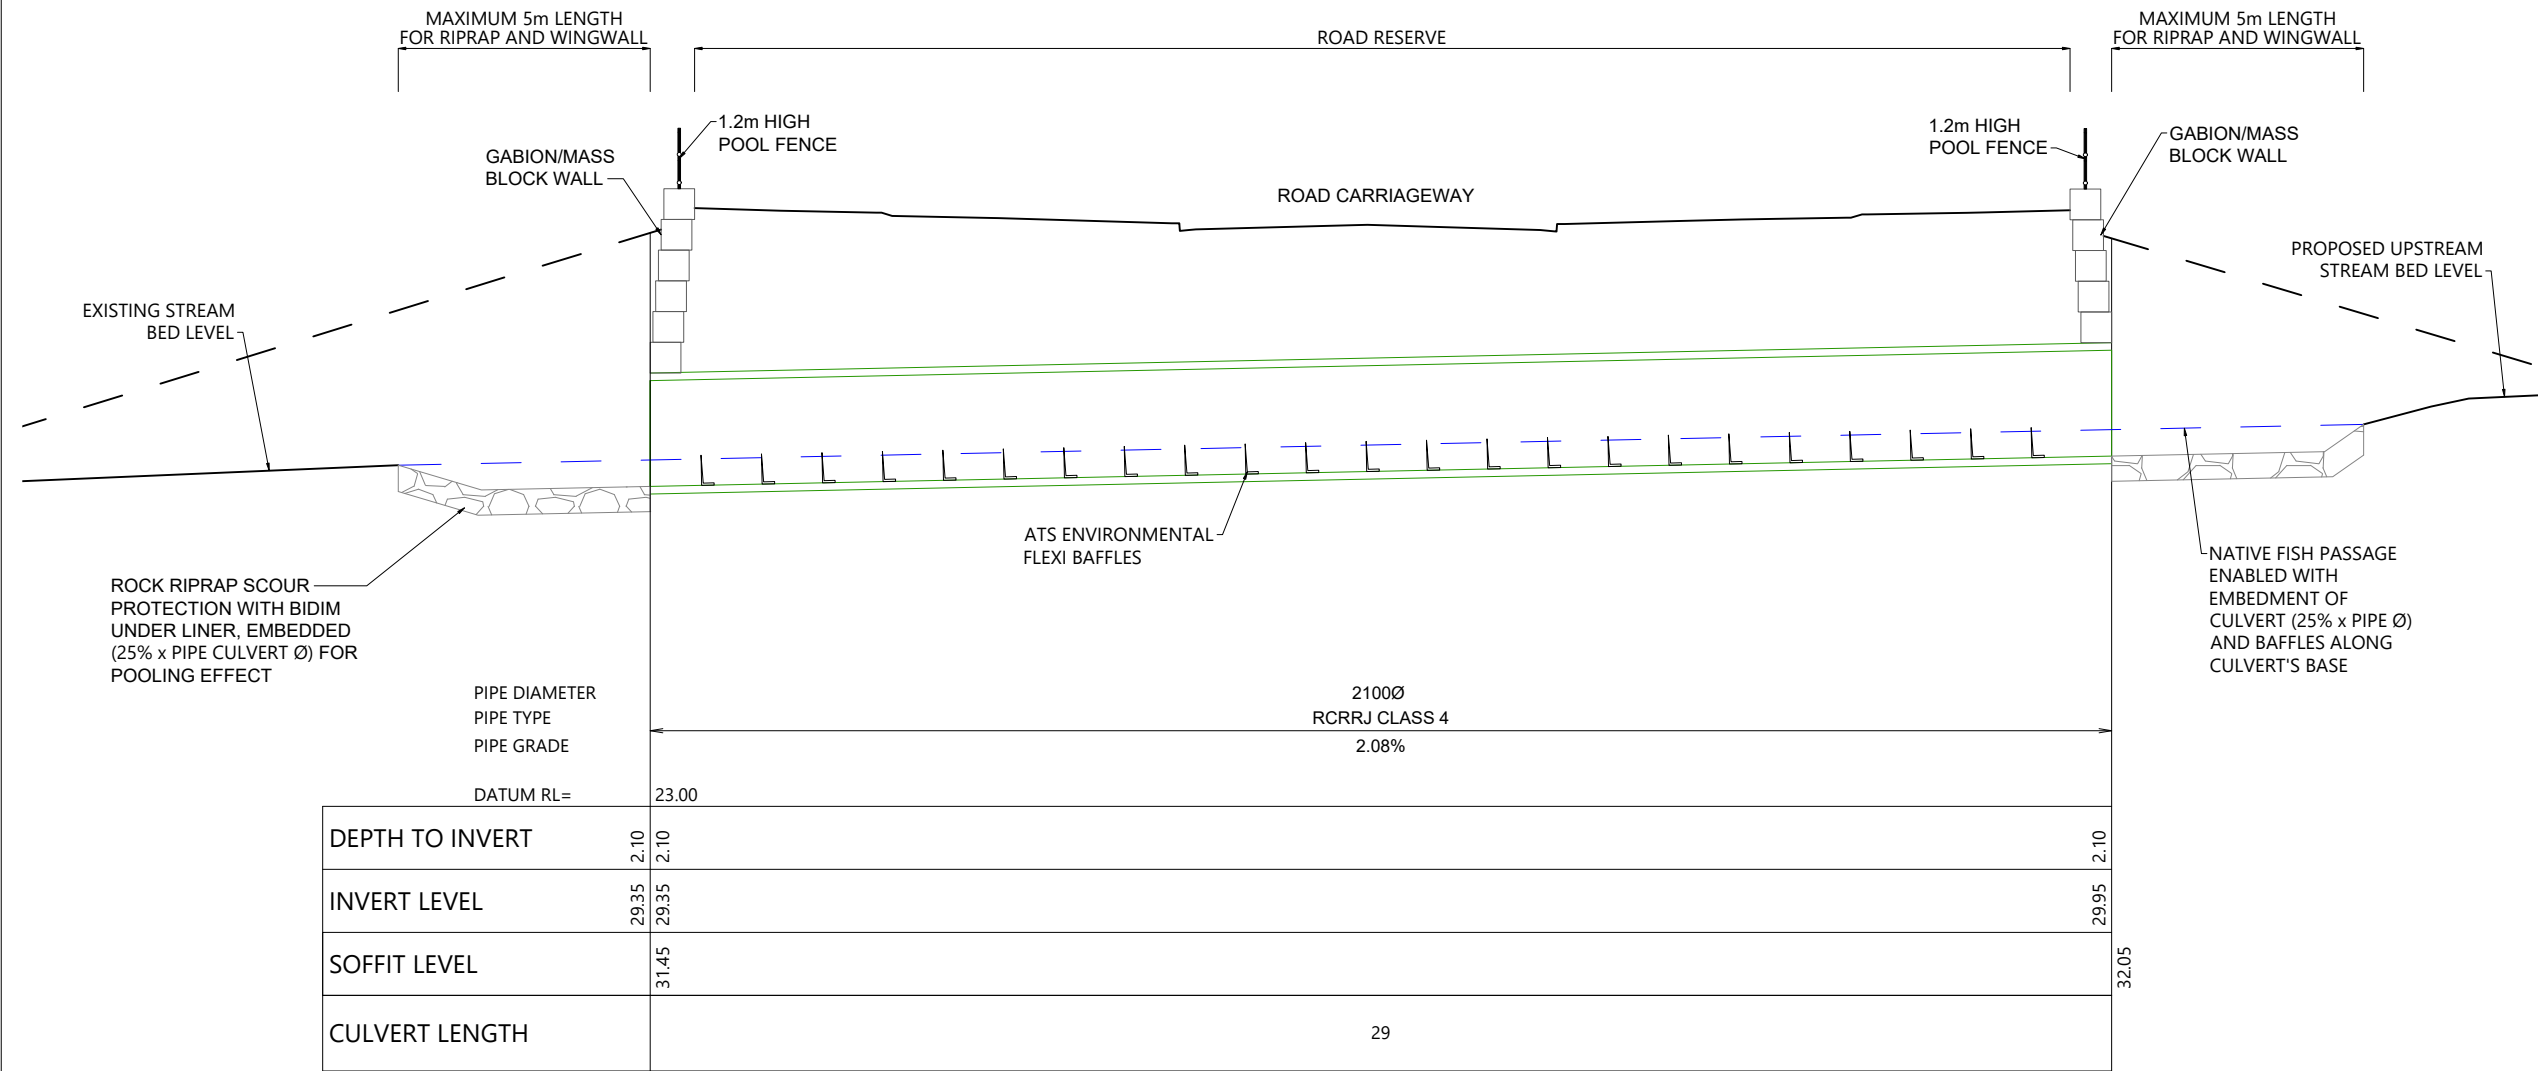 MAXIMUM 5m LENGTH
FOR RIPRAP AND WINGWALL
ROAD RESERVE
MAXIMUM 5m LENGTH
FOR RIPRAP AND WINGWALL
1.2m HIGH
POOL FENCE
GABION/MASS
BLOCK WALL
ROAD CARRIAGEWAY
1.2m HIGH
POOL FENCE
GABION/MASS
BLOCK WALL
PROPOSED UPSTREAM
STREAM BED LEVEL
EXISTING STREAM
BED LEVEL
ATS ENVIRONMENTAL
FLEXI BAFFLES
ROCK RIPRAP SCOUR
PROTECTION WITH BIDIM
UNDER LINER, EMBEDDED
(25% x PIPE CULVERT Ø) FOR
POOLING EFFECT
NATIVE FISH PASSAGE
ENABLED WITH
EMBEDMENT OF
CULVERT (25% x PIPE Ø)
AND BAFFLES ALONG
CULVERT'S BASE
PIPE DIAMETER 2100Ø
PIPE TYPE RCRRJ CLASS 4
PIPE GRADE 2.08%
DATUM RL= 23.00
DEPTH TO INVERT 2.10 2.10 2.10
INVERT LEVEL 29.35 29.35 29.95
SOFFIT LEVEL 31.45 32.05
CULVERT LENGTH 29